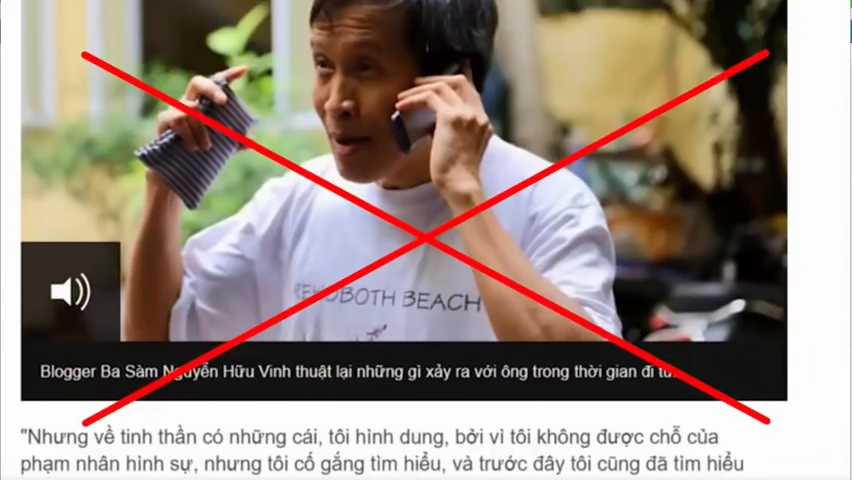 REHOBOTH BEACH
Blogger Ba Sàm Nguyễn Hữu Vinh thuật lại những gì xảy ra với ông trong thời gian đi
"Nhưng về tinh thần có những cái, tôi hình dung, bởi vì tôi không được chỗ của
phạm nhân hình sự, nhưng tôi cố gắng tìm hiểu, và trước đây tôi cũng đã tìm hiểu